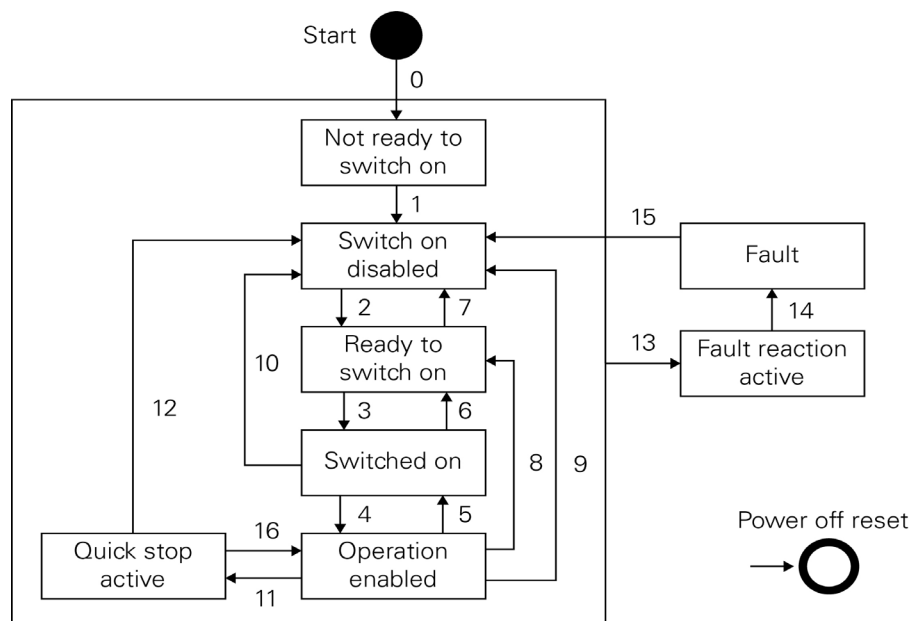 Start
0
Not ready to
switch on
1
15
Switch on
disabled
Fault
2
7
14
10
Ready to
switch on
13
Fault reaction
active
12
3
6
Switched on
8
9
4
5
Power off reset
16
Quick stop
active
Operation
enabled
11